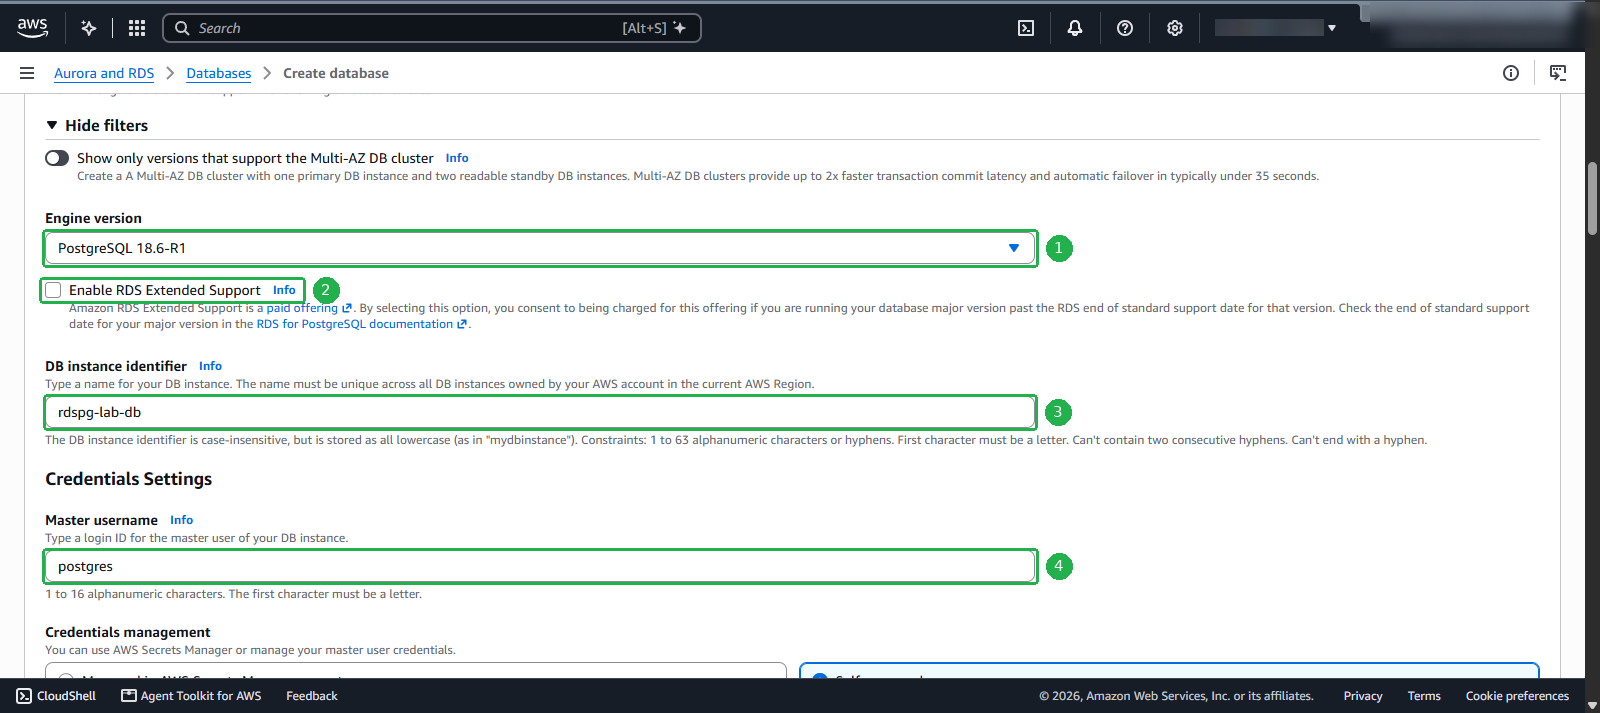 aws
Search [Alt+S]
Aurora and RDS > Databases > Create database
Hide filters
Show only versions that support the Multi-AZ DB cluster Info
Create a A Multi-AZ DB cluster with one primary DB instance and two readable standby DB instances. Multi-AZ DB clusters provide up to 2x faster transaction commit latency and automatic failover in typically under 35 seconds.
Engine version
PostgreSQL 18.6-R1
1
Enable RDS Extended Support Info
2
Amazon RDS Extended Support is a paid offering. By selecting this option, you consent to being charged for this offering if you are running your database major version past the RDS end of standard support date for that version. Check the end of standard support
date for your major version in the RDS for PostgreSQL documentation.
DB instance identifier Info
Type a name for your DB instance. The name must be unique across all DB instances owned by your AWS account in the current AWS Region.
rdspg-lab-db
3
The DB instance identifier is case-insensitive, but is stored as all lowercase (as in "mydbinstance"). Constraints: 1 to 63 alphanumeric characters or hyphens. First character must be a letter. Can't contain two consecutive hyphens. Can't end with a hyphen.
Credentials Settings
Master username Info
Type a login ID for the master user of your DB instance.
postgres
4
1 to 16 alphanumeric characters. The first character must be a letter.
Credentials management
You can use AWS Secrets Manager or manage your master user credentials.
CloudShell Agent Toolkit for AWS Feedback © 2026, Amazon Web Services, Inc. or its affiliates. Privacy Terms Cookie preferences